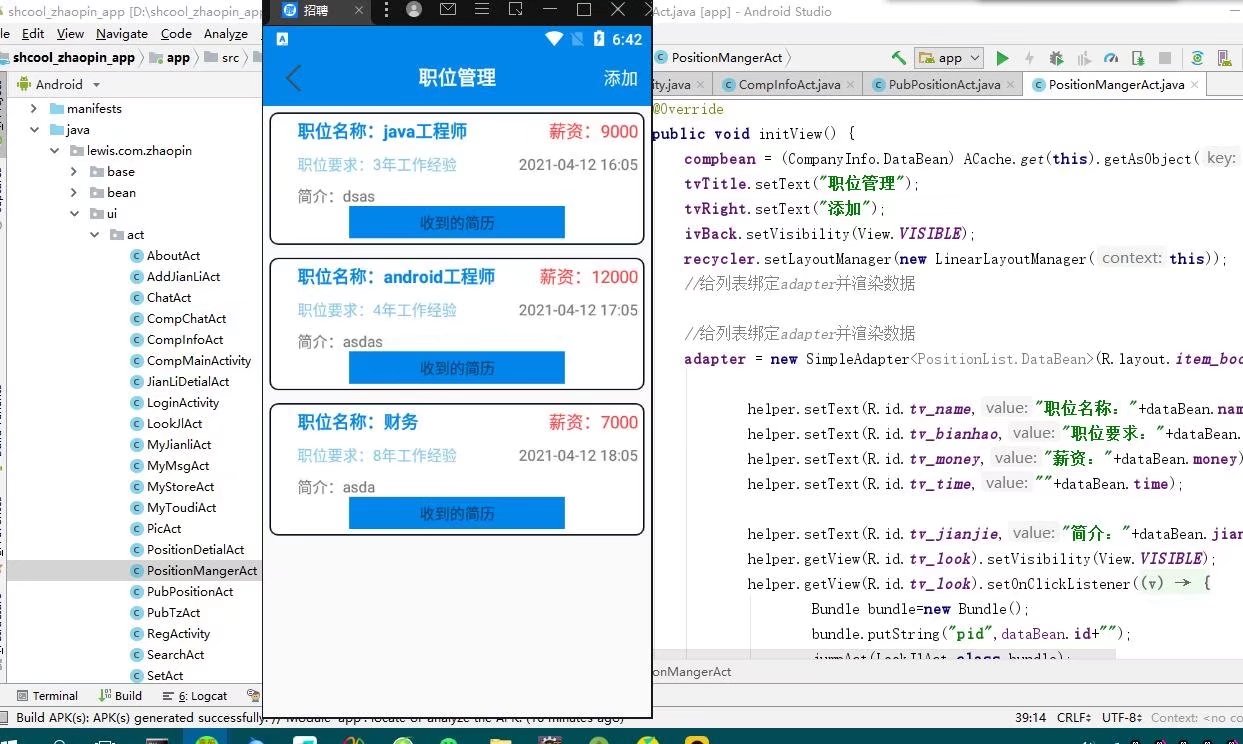 shcool_zhaopin_app [D:\shcool_zhaopin_app
Act.java [app] - Android Studio
Edit View Navigate Code Analyze
shcool_zhaopin_app app src
PositionMangerAct
app
Android
CompInfoAct.java
PubPositionAct.java
PositionMangerAct.java
manifests
java
lewis.com.zhaopin
base
bean
ui
act
AboutAct
AddJianLiAct
ChatAct
CompChatAct
CompInfoAct
CompMainActivity
JianLiDetialAct
LoginActivity
LookJlAct
MyJianliAct
MyMsgAct
MyStoreAct
MyToudiAct
PicAct
PositionDetialAct
PositionMangerAct
PubPositionAct
PubTzAct
RegActivity
SearchAct
SetAct
招聘
6:42
职位管理
添加
职位名称：java工程师 薪资：9000
职位要求：3年工作经验 2021-04-12 16:05
简介：dsas
收到的简历
职位名称：android工程师 薪资：12000
职位要求：4年工作经验 2021-04-12 17:05
简介：asdas
收到的简历
职位名称：财务 薪资：7000
职位要求：8年工作经验 2021-04-12 18:05
简介：asda
收到的简历
@Override
public void initView() {
compbean = (CompanyInfo.DataBean) ACache.get(this).getAsObject( key:
tvTitle.setText("职位管理");
tvRight.setText("添加");
ivBack.setVisibility(View.VISIBLE);
recycler.setLayoutManager(new LinearLayoutManager( context: this));
//给列表绑定adapter并渲染数据
//给列表绑定adapter并渲染数据
adapter = new SimpleAdapter<PositionList.DataBean>(R.layout.item_boo
helper.setText(R.id.tv_name, value: "职位名称："+dataBean.nam
helper.setText(R.id.tv_bianhao, value: "职位要求："+dataBean.
helper.setText(R.id.tv_money, value: "薪资："+dataBean.money)
helper.setText(R.id.tv_time, value: ""+dataBean.time);
helper.setText(R.id.tv_jianjie, value: "简介："+dataBean.jian
helper.getView(R.id.tv_look).setVisibility(View.VISIBLE);
helper.getView(R.id.tv_look).setOnClickListener((v) → {
Bundle bundle=new Bundle();
bundle.putString("pid",dataBean.id+"");
jumpAct(LookJlAct.class,bundle);
onMangerAct
Terminal Build 6: Logcat
Build APK(s): APK(s) generated successfully: // Module 'app': locate or analyze the APK. (10 minutes ago)
39:14 CRLF UTF-8 Context: <no co